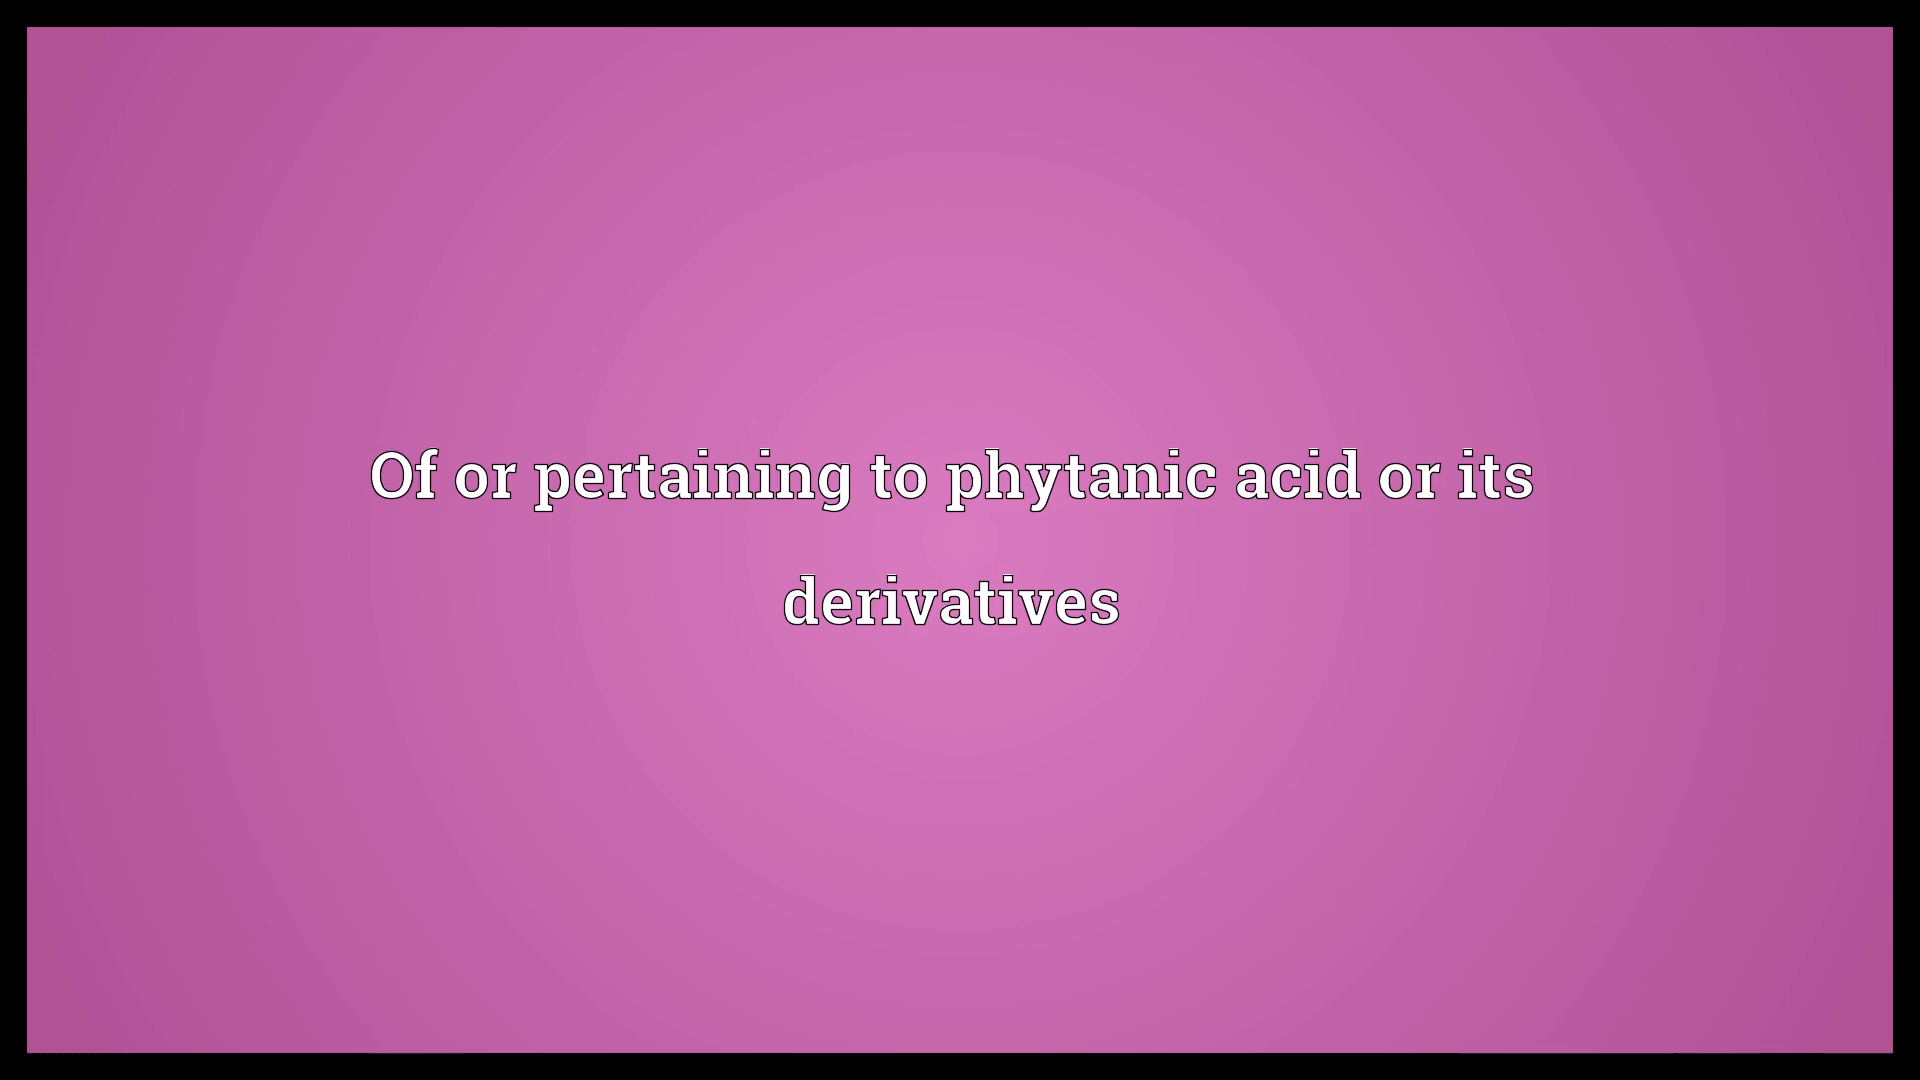 Of or pertaining to phytanic acid or its
derivatives